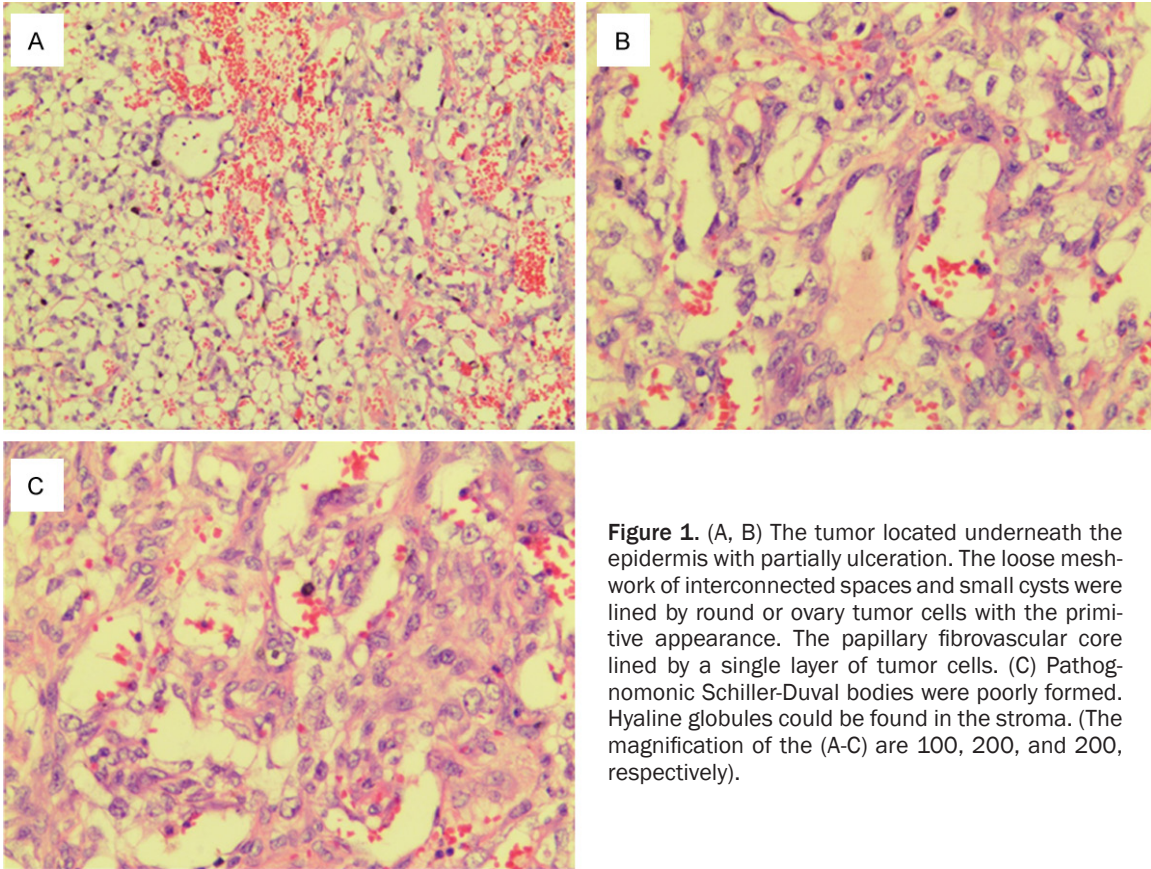 A
B
C
Figure 1. (A, B) The tumor located underneath the
epidermis with partially ulceration. The loose mesh-
work of interconnected spaces and small cysts were
lined by round or ovary tumor cells with the primi-
tive appearance. The papillary fibrovascular core
lined by a single layer of tumor cells. (C) Pathog-
nomonic Schiller-Duval bodies were poorly formed.
Hyaline globules could be found in the stroma. (The
magnification of the (A-C) are 100, 200, and 200,
respectively).